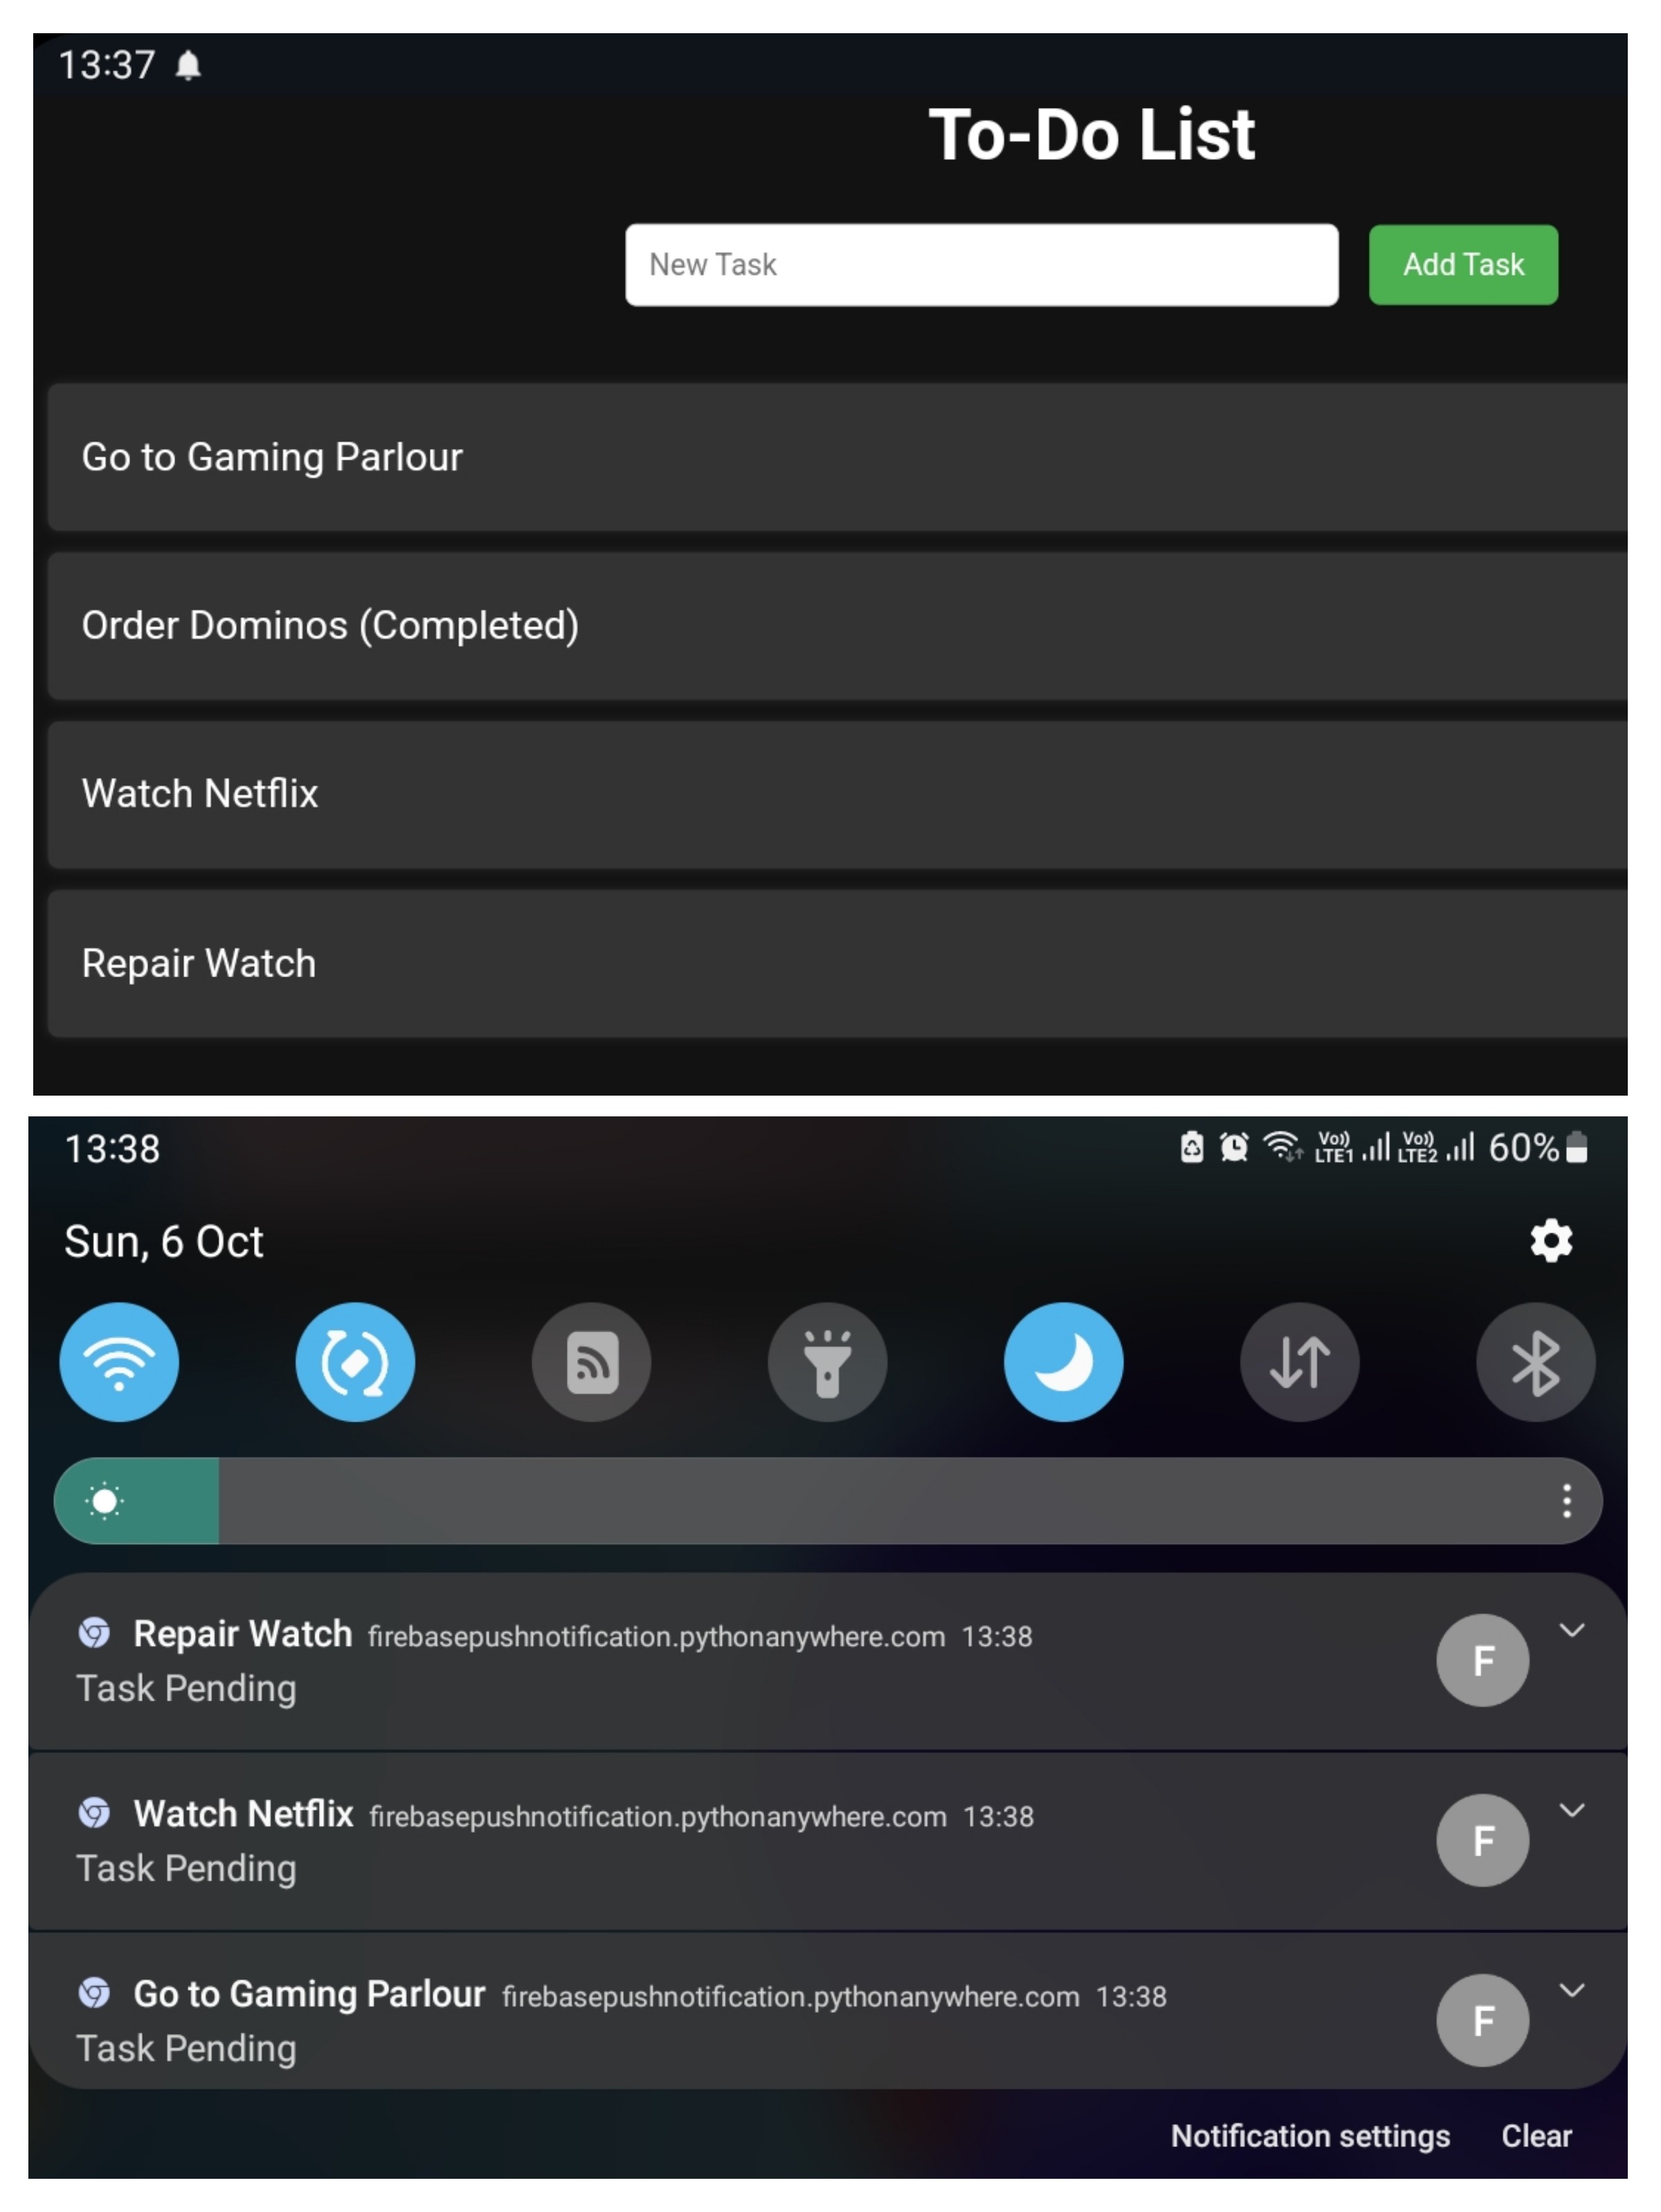 13:37
To-Do List
New Task
Add Task
Go to Gaming Parlour
Order Dominos (Completed)
Watch Netflix
Repair Watch
13:38 Vo)) LTE1 Vo)) LTE2 60%
Sun, 6 Oct
Repair Watch firebasepushnotification.pythonanywhere.com 13:38
Task Pending
F
Watch Netflix firebasepushnotification.pythonanywhere.com 13:38
Task Pending
F
Go to Gaming Parlour firebasepushnotification.pythonanywhere.com 13:38
Task Pending
F
Notification settings Clear